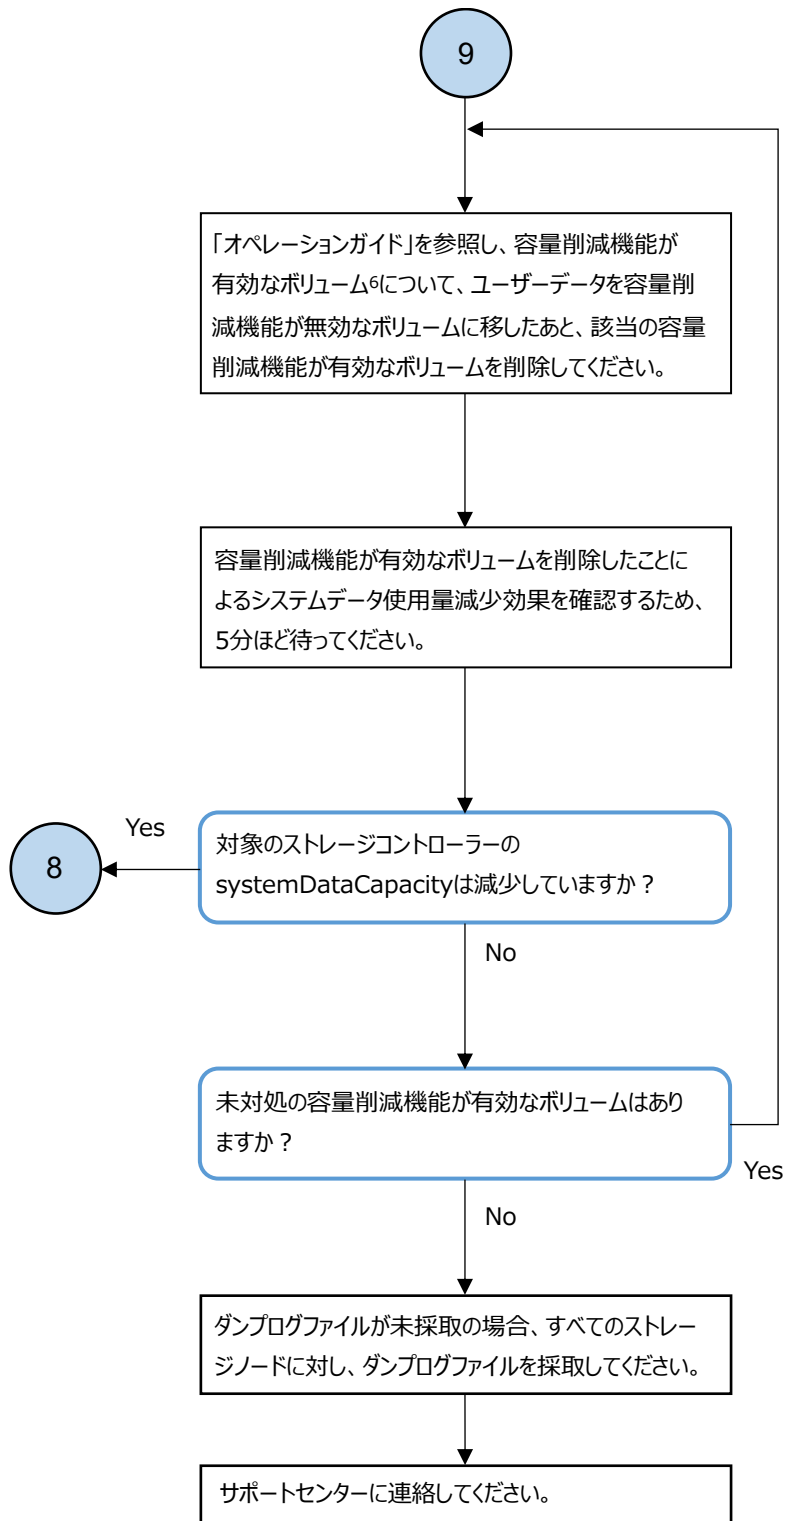 9
「オペレーションガイド」を参照し、容量削減機能が
有効なボリューム6について、ユーザーデータを容量削
減機能が無効なボリュームに移したあと、該当の容量
削減機能が有効なボリュームを削除してください。
容量削減機能が有効なボリュームを削除したことに
よるシステムデータ使用量減少効果を確認するため、
5分ほど待ってください。
Yes
8
対象のストレージコントローラーの
systemDataCapacityは減少していますか？
No
未対処の容量削減機能が有効なボリュームはあり
ますか？
Yes
No
ダンプログファイルが未採取の場合、すべてのストレー
ジノードに対し、ダンプログファイルを採取してください。
サポートセンターに連絡してください。